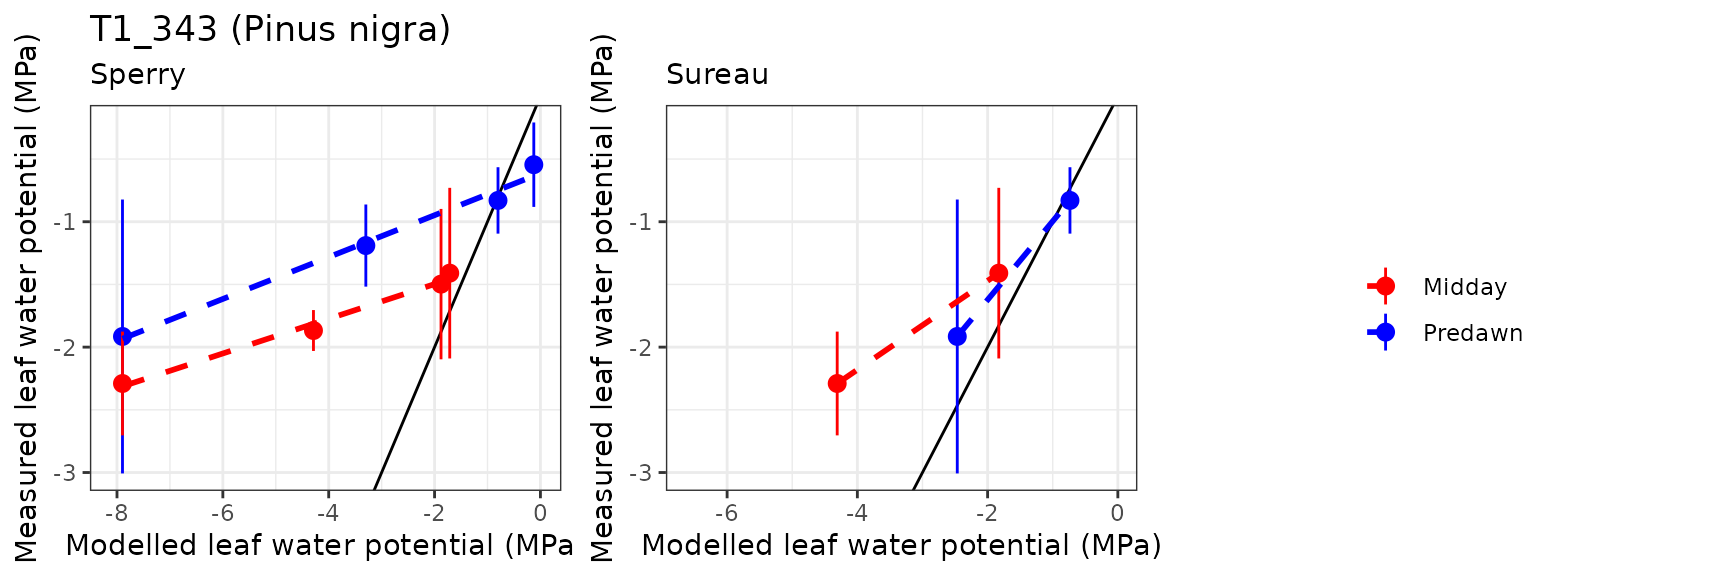 T1_343 (Pinus nigra)
Sperry
Measured leaf water potential (MPa)
-1
-2
-3
-8 -6 -4 -2 0
Modelled leaf water potential (MPa
Sureau
Measured leaf water potential (MPa)
-1
-2
-3
-6 -4 -2 0
Modelled leaf water potential (MPa)
Midday
Predawn